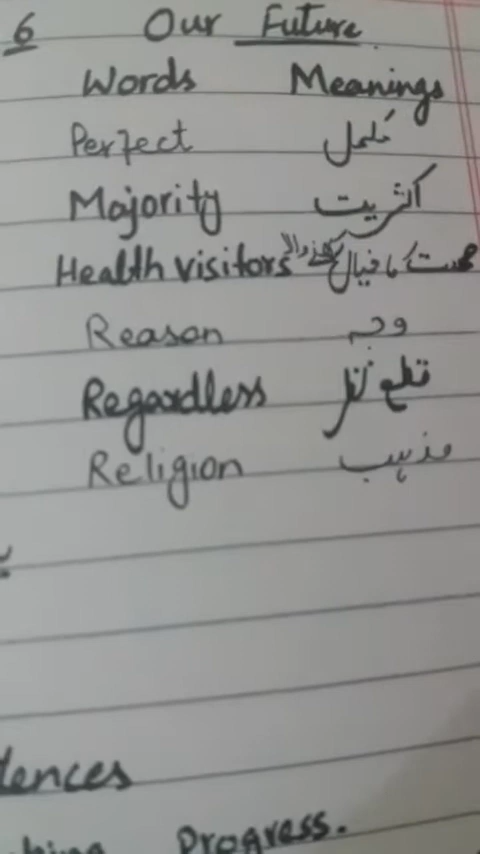 6 Our Future
Words Meanings
Perfect مکمل
Majority اکثریت
Health visitors صحت کا خیال رکھنے والا
Reason وجہ
Regardless قطع نظر
Religion مذہب
tences
Progress.